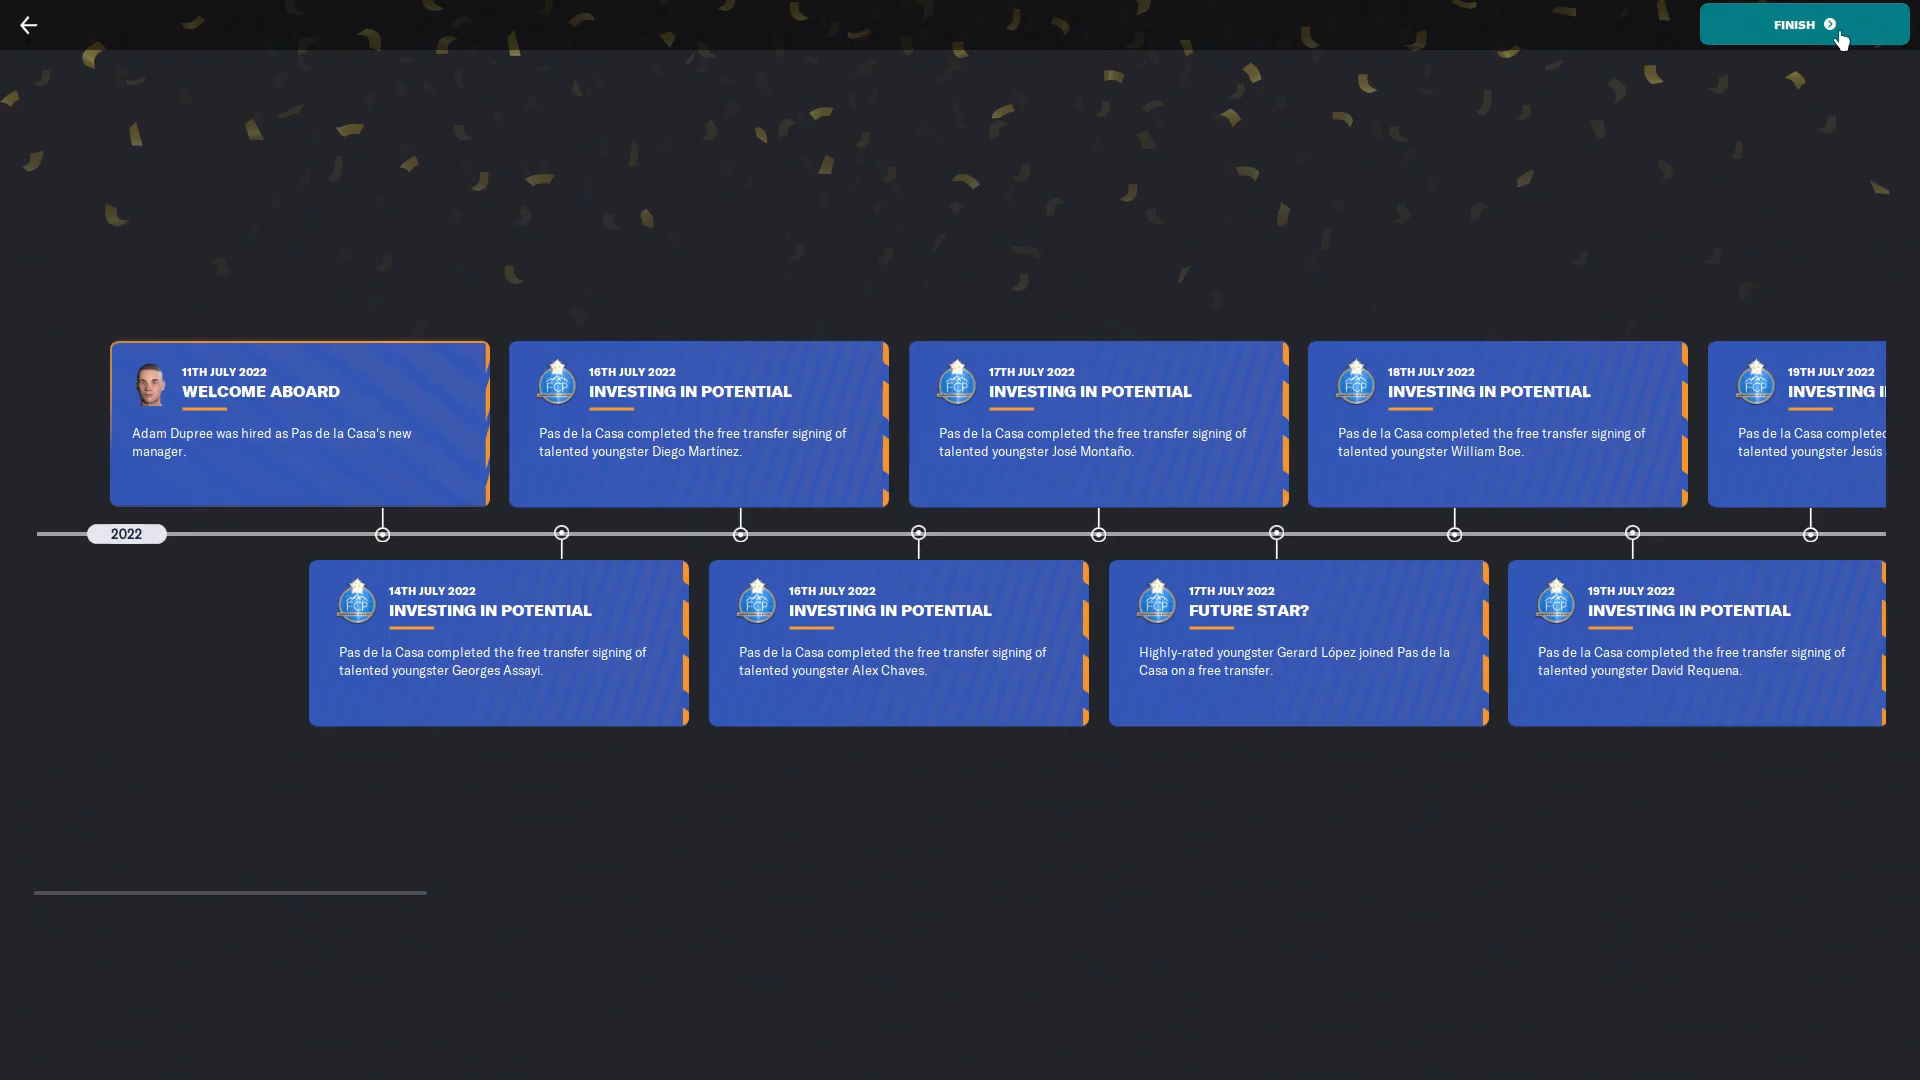 FINISH
11TH JULY 2022
WELCOME ABOARD
Adam Dupree was hired as Pas de la Casa's new
manager.
16TH JULY 2022
INVESTING IN POTENTIAL
Pas de la Casa completed the free transfer signing of
talented youngster Diego Martínez.
17TH JULY 2022
INVESTING IN POTENTIAL
Pas de la Casa completed the free transfer signing of
talented youngster José Montaño.
18TH JULY 2022
INVESTING IN POTENTIAL
Pas de la Casa completed the free transfer signing of
talented youngster William Boe.
19TH JULY 2022
INVESTING
Pas de la Casa completed
talented youngster Jesús
2022
14TH JULY 2022
INVESTING IN POTENTIAL
Pas de la Casa completed the free transfer signing of
talented youngster Georges Assayi.
16TH JULY 2022
INVESTING IN POTENTIAL
Pas de la Casa completed the free transfer signing of
talented youngster Alex Chaves.
17TH JULY 2022
FUTURE STAR?
Highly-rated youngster Gerard López joined Pas de la
Casa on a free transfer.
19TH JULY 2022
INVESTING IN POTENTIAL
Pas de la Casa completed the free transfer signing of
talented youngster David Requena.